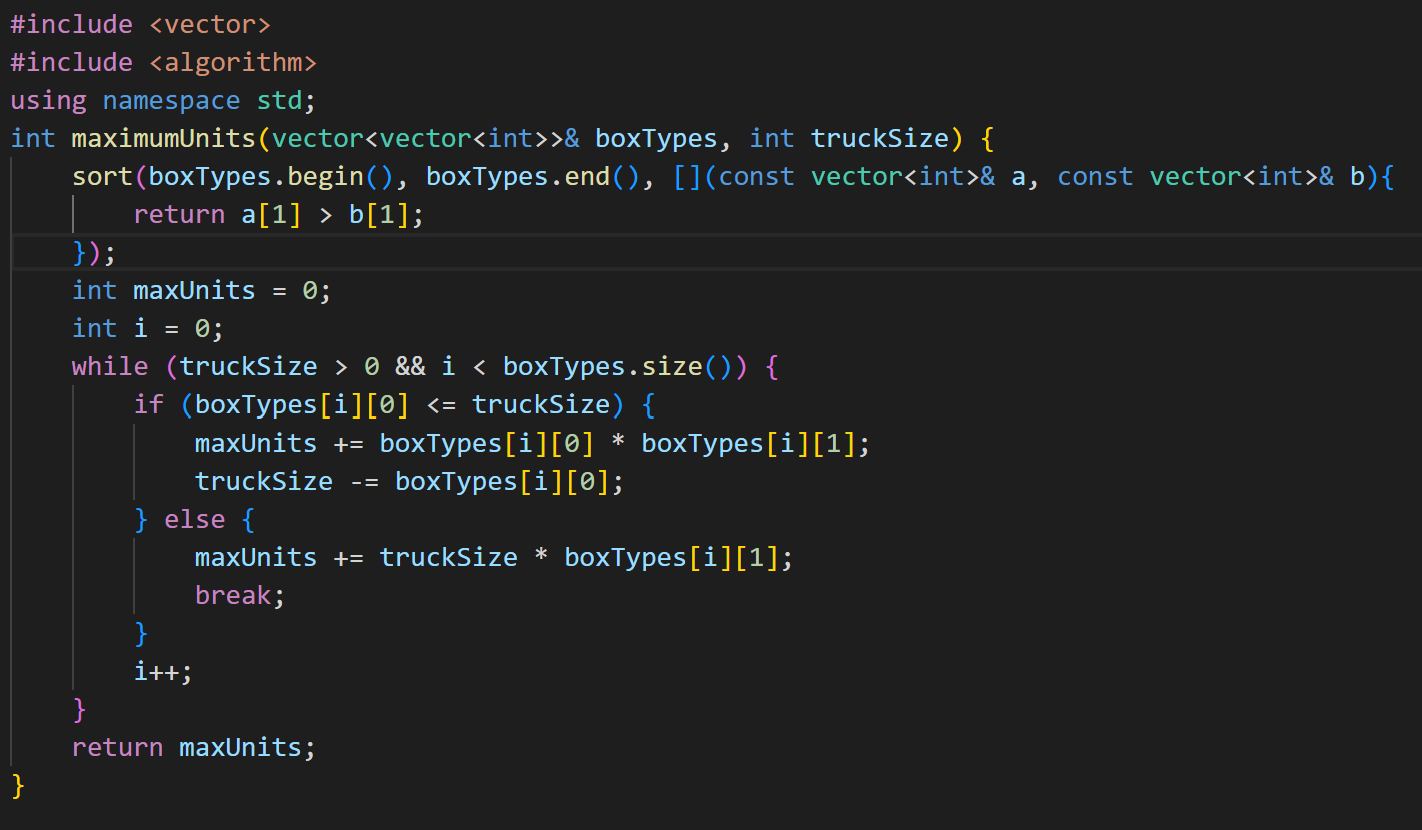 #include <vector>
#include <algorithm>
using namespace std;
int maximumUnits(vector<vector<int>>& boxTypes, int truckSize) {
    sort(boxTypes.begin(), boxTypes.end(), [](const vector<int>& a, const vector<int>& b){
        return a[1] > b[1];
    });
    int maxUnits = 0;
    int i = 0;
    while (truckSize > 0 && i < boxTypes.size()) {
        if (boxTypes[i][0] <= truckSize) {
            maxUnits += boxTypes[i][0] * boxTypes[i][1];
            truckSize -= boxTypes[i][0];
        } else {
            maxUnits += truckSize * boxTypes[i][1];
            break;
        }
        i++;
    }
    return maxUnits;
}